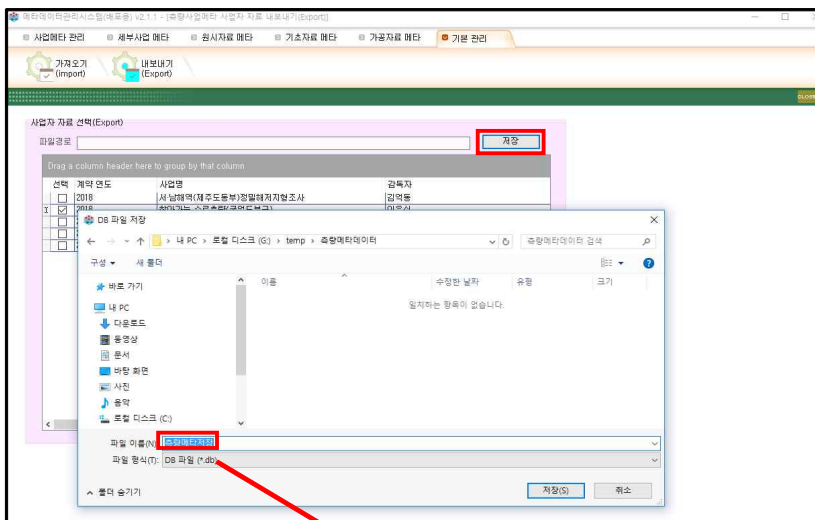 메타데이터관리시스템(배포용) v2.1.1 - [측량사업메타 사업자 자료 내보내기(Export)]
사업메타 관리 세부사업 메타 원시자료 메타 기초자료 메타 가공자료 메타 기본 관리
가져오기 (import) 내보내기 (Export)
CLOSE
사업자 자료 선택(Export)
파일경로 저장
Drag a column header here to group by that column
선택 계약 연도 사업명 감독자
2018 서·남해역(제주도동부)정밀해저지형조사 김억동
2018
DB 파일 저장
내 PC > 로컬 디스크 (G:) > temp > 측량메타데이터 측량메타데이터 검색
구성 새 폴더
이름 수정한 날짜 유형 크기
바로 가기
일치하는 항목이 없습니다.
내 PC
다운로드
동영상
문서
바탕 화면
사진
음악
로컬 디스크 (C:)
파일 이름(N): 측량메타저장
파일 형식(T): DB 파일 (*.db)
폴더 숨기기 저장(S) 취소